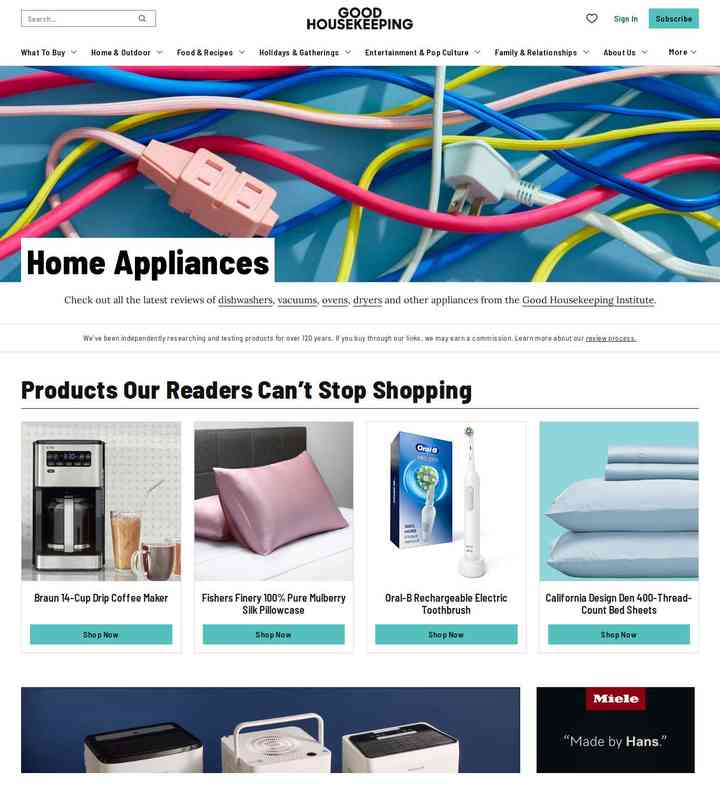 Search...
GOOD
HOUSEKEEPING
Sign In
Subscribe
What To Buy
Home & Outdoor
Food & Recipes
Holidays & Gatherings
Entertainment & Pop Culture
Family & Relationships
About Us
More
Home Appliances
Check out all the latest reviews of dishwashers, vacuums, ovens, dryers and other appliances from the Good Housekeeping Institute.
We've been independently researching and testing products for over 120 years. If you buy through our links, we may earn a commission. Learn more about our review process.
Products Our Readers Can't Stop Shopping
Oral-B
Braun 14-Cup Drip Coffee Maker
Shop Now
Fishers Finery 100% Pure Mulberry
Silk Pillowcase
Shop Now
Oral-B Rechargeable Electric
Toothbrush
Shop Now
California Design Den 400-Thread-
Count Bed Sheets
Shop Now
Miele
“Made by Hans.”